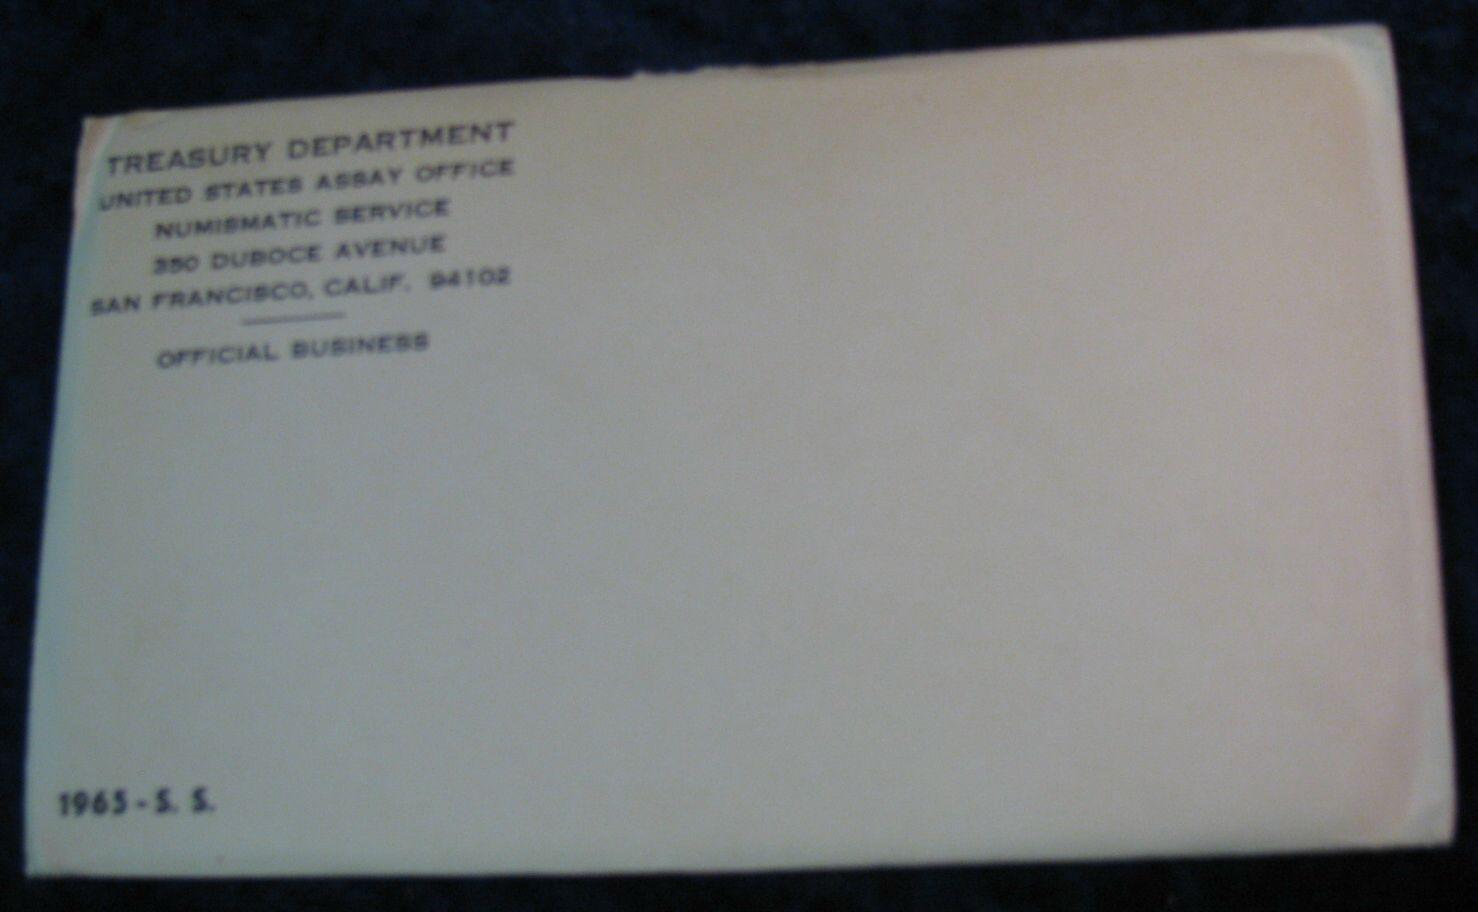 TREASURY DEPARTMENT
UNITED STATES ASSAY OFFICE
NUMISMATIC SERVICE
350 DUBOCE AVENUE
SAN FRANCISCO, CALIF. 94102
OFFICIAL BUSINESS
1965 - S. S.